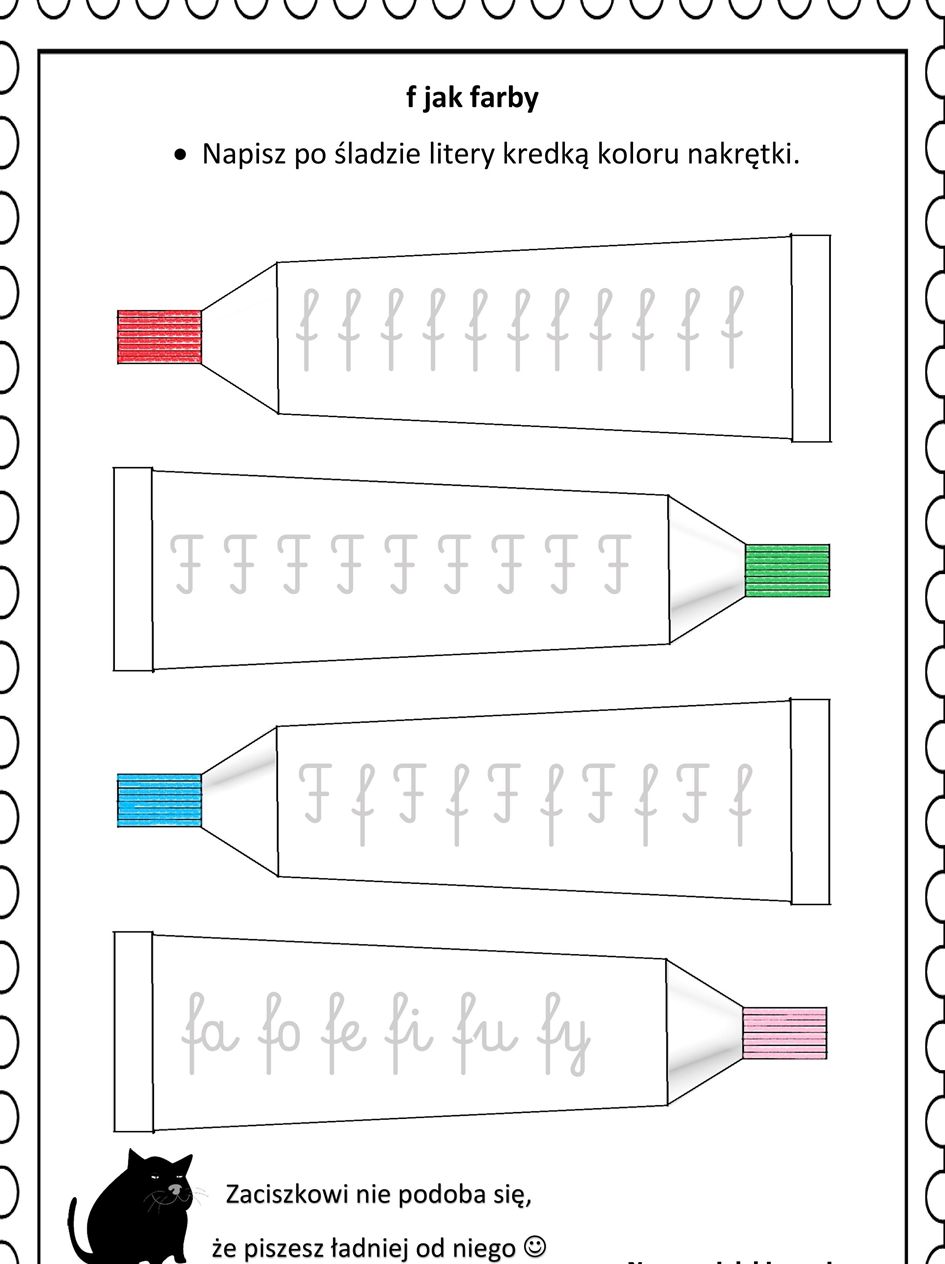 f jak farby
• Napisz po śladzie litery kredką koloru nakrętki.
f f f f f f f f f f f
F F F F F F F F F
F f F f F f F f F f
fa fo fe fi fu fy
Zaciszkowi nie podoba się,
że piszesz ładniej od niego ☺